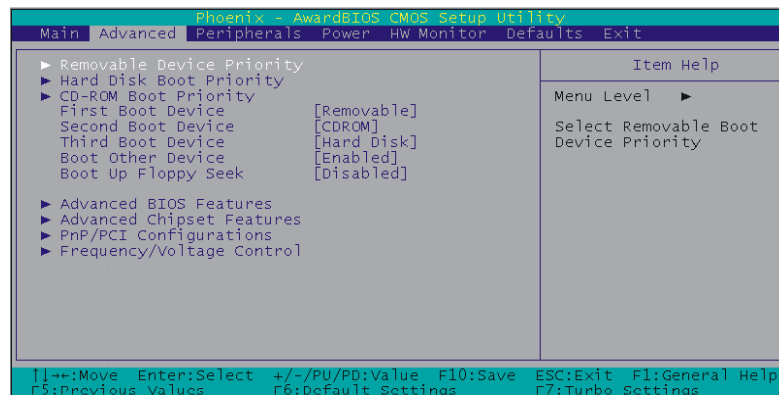 Phoenix - AwardBIOS CMOS Setup Utility
Main Advanced Peripherals Power HW Monitor Defaults Exit
► Removable Device Priority
► Hard Disk Boot Priority
► CD-ROM Boot Priority
First Boot Device [Removable]
Second Boot Device [CDROM]
Third Boot Device [Hard Disk]
Boot Other Device [Enabled]
Boot Up Floppy Seek [Disabled]
► Advanced BIOS Features
► Advanced Chipset Features
► PnP/PCI Configurations
► Frequency/Voltage Control
Item Help
Menu Level ►
Select Removable Boot
Device Priority
↑↓→←:Move Enter:Select +/-/PU/PD:Value F10:Save ESC:Exit F1:General Help
F5:Previous Values F6:Default Settings F7:Turbo Settings